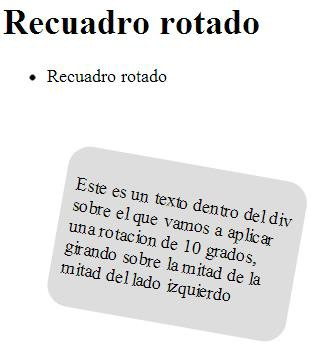 Recuadro rotado
Recuadro rotado
Este es un texto dentro del div
sobre el que vamos a aplicar
una rotacion de 10 grados,
girando sobre la mitad de la
mitad del lado izquierdo